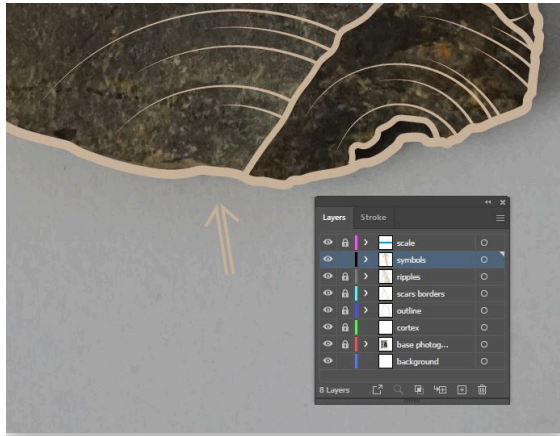 Layers Stroke
scale
symbols
ripples
scars borders
outline
cortex
base photog...
background
8 Layers